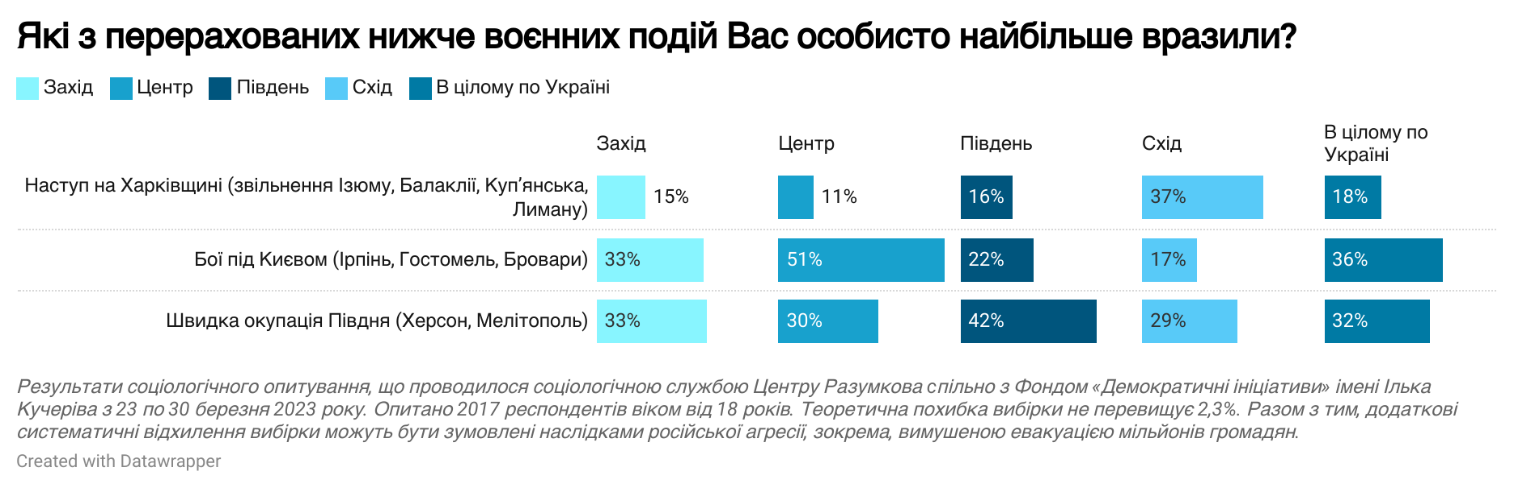 Які з перерахованих нижче воєнних подій Вас особисто найбільше вразили?
Захід Центр Південь Схід В цілому по Україні
Захід Центр Південь Схід В цілому по
Україні
Наступ на Харківщині (звільнення Ізюму, Балаклії, Куп’янська,
Лиману)
15% 11% 16% 37% 18%
Бої під Києвом (Ірпінь, Гостомель, Бровари) 33% 51% 22% 17% 36%
Швидка окупація Півдня (Херсон, Мелітополь) 33% 30% 42% 29% 32%
Результати соціологічного опитування, що проводилося соціологічною службою Центру Разумкова спільно з Фондом «Демократичні ініціативи» імені Ілька
Кучеріва з 23 по 30 березня 2023 року. Опитано 2017 респондентів віком від 18 років. Теоретична похибка вибірки не перевищує 2,3%. Разом з тим, додаткові
систематичні відхилення вибірки можуть бути зумовлені наслідками російської агресії, зокрема, вимушеною евакуацією мільйонів громадян.
Created with Datawrapper